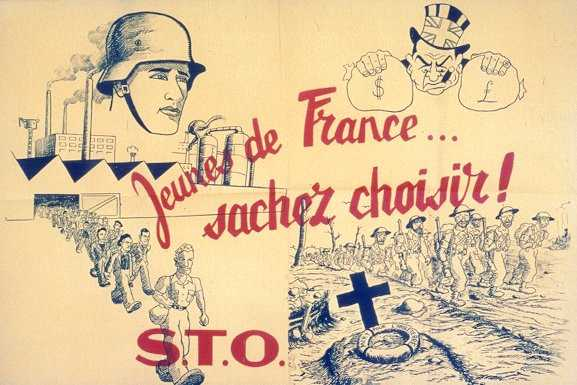 $ £
Jeunes de France...
sachez choisir!
S.T.O.